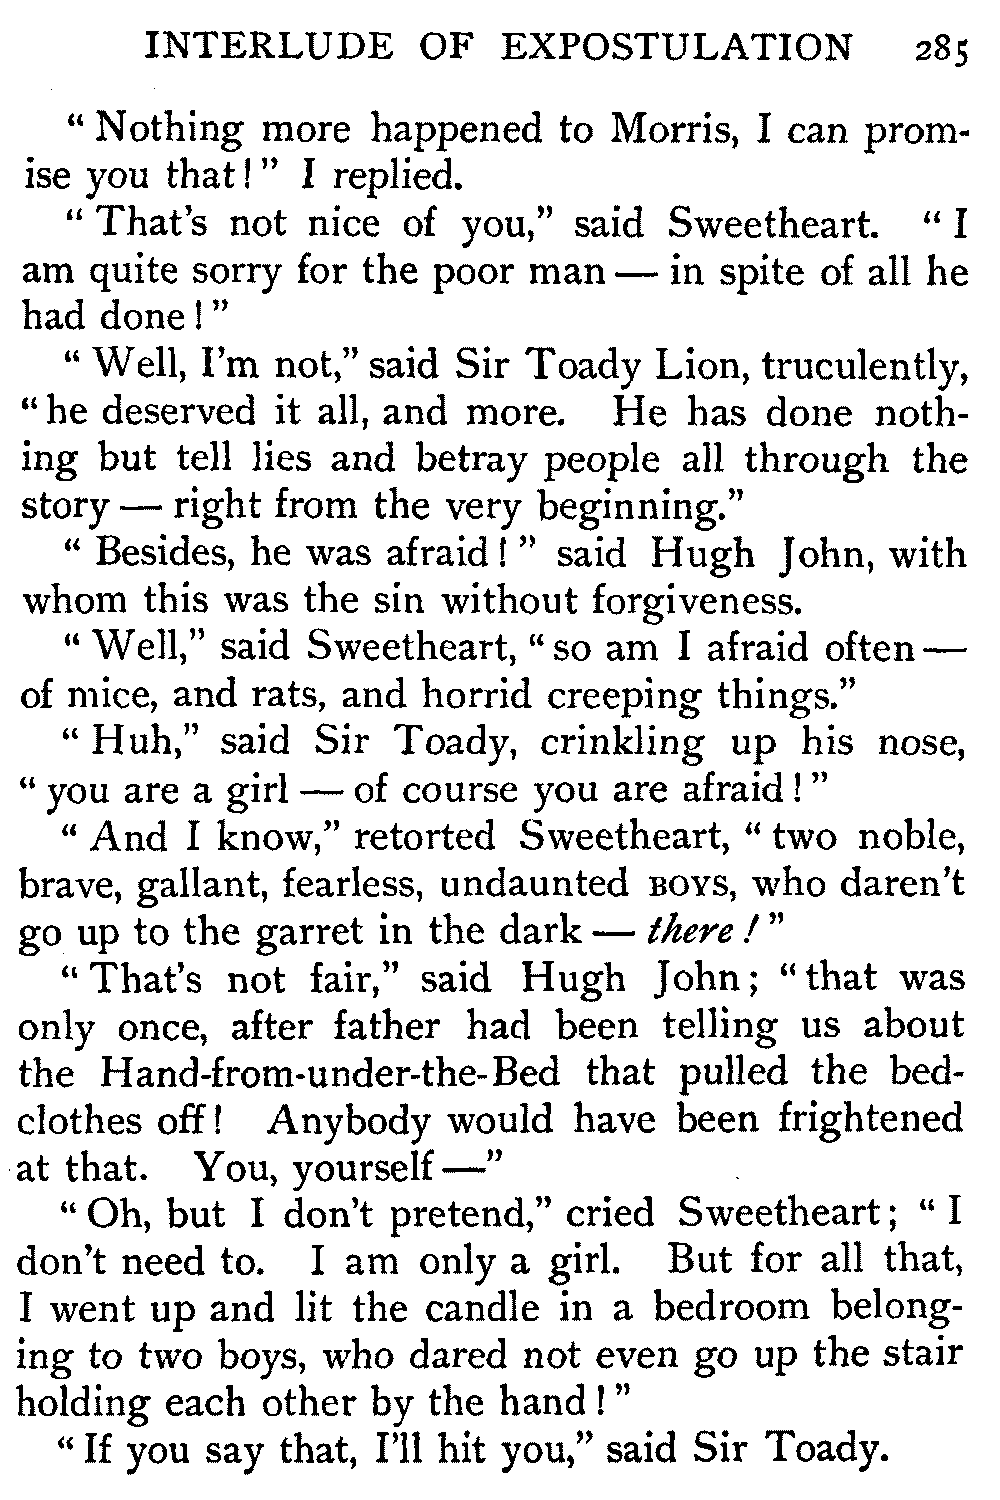 INTERLUDE OF EXPOSTULATION 285
“Nothing more happened to Morris, I can prom-
ise you that!” I replied.
“That's not nice of you,” said Sweetheart. “I
am quite sorry for the poor man — in spite of all he
had done!”
“Well, I'm not,” said Sir Toady Lion, truculently,
“he deserved it all, and more. He has done noth-
ing but tell lies and betray people all through the
story — right from the very beginning.”
“Besides, he was afraid!” said Hugh John, with
whom this was the sin without forgiveness.
“Well,” said Sweetheart, “so am I afraid often —
of mice, and rats, and horrid creeping things.”
“Huh,” said Sir Toady, crinkling up his nose,
“you are a girl — of course you are afraid!”
“And I know,” retorted Sweetheart, “two noble,
brave, gallant, fearless, undaunted BOYS, who daren't
go up to the garret in the dark — there!”
“That's not fair,” said Hugh John; “that was
only once, after father had been telling us about
the Hand-from-under-the-Bed that pulled the bed-
clothes off! Anybody would have been frightened
at that. You, yourself —”
“Oh, but I don't pretend,” cried Sweetheart; “I
don't need to. I am only a girl. But for all that,
I went up and lit the candle in a bedroom belong-
ing to two boys, who dared not even go up the stair
holding each other by the hand!”
“If you say that, I'll hit you,” said Sir Toady.